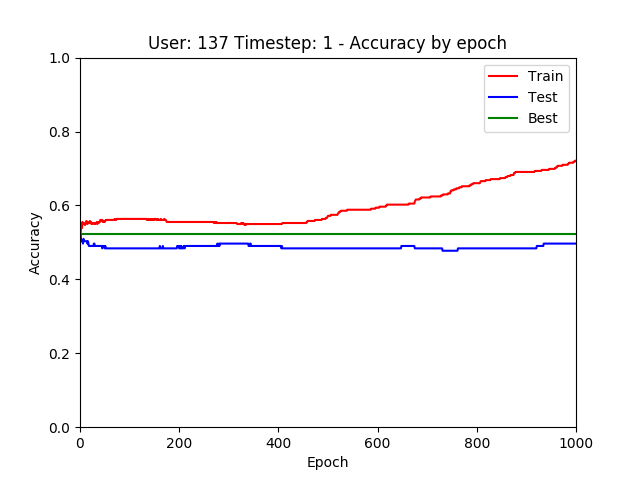 User: 137 Timestep: 1 - Accuracy by epoch
1.0
0.8
0.6
0.4
0.2
0.0
Accuracy
Train
Test
Best
0 200 400 600 800 1000
Epoch